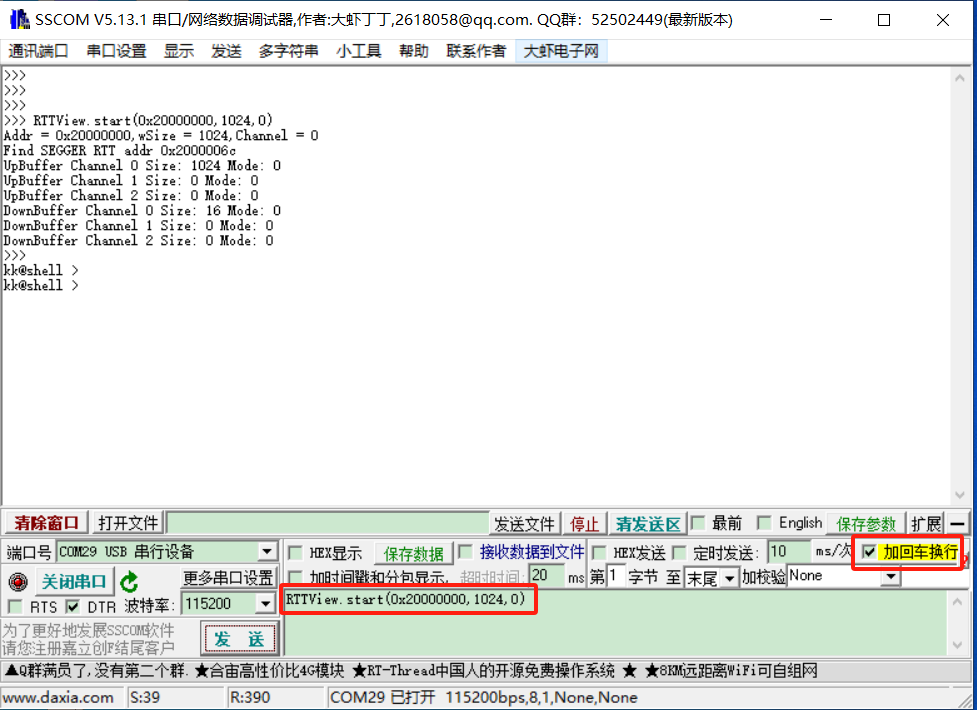 SSCOM V5.13.1 串口/网络数据调试器,作者:大虾丁丁,2618058@qq.com. QQ群: 52502449(最新版本)
通讯端口 串口设置 显示 发送 多字符串 小工具 帮助 联系作者 大虾电子网
>>>
>>>
>>>
>>> RTTView.start(0x20000000,1024,0)
Addr = 0x20000000,wSize = 1024,Channel = 0
Find SEGGER RTT addr 0x2000006c
UpBuffer Channel 0 Size: 1024 Mode: 0
UpBuffer Channel 1 Size: 0 Mode: 0
UpBuffer Channel 2 Size: 0 Mode: 0
DownBuffer Channel 0 Size: 16 Mode: 0
DownBuffer Channel 1 Size: 0 Mode: 0
DownBuffer Channel 2 Size: 0 Mode: 0
>>>
kk@shell >
kk@shell >
清除窗口 打开文件 发送文件 停止 清发送区 最前 English 保存参数 扩展 —
端口号 COM29 USB 串行设备 HEX显示 保存数据 接收数据到文件 HEX发送 定时发送: 10 ms/次 加回车换行
关闭串口 更多串口设置 加时间戳和分包显示, 超时时间: 20 ms 第 1 字节 至 末尾 加校验 None
RTS DTR 波特率: 115200 RTTView.start(0x20000000,1024,0)
为了更好地发展SSCOM软件
请您注册嘉立创F结尾客户
发 送
▲Q群满员了,没有第二个群. ★合宙高性价比4G模块 ★RT-Thread中国人的开源免费操作系统 ★ ★8KM远距离WiFi可自组网
www.daxia.com S:39 R:390 COM29 已打开 115200bps,8,1,None,None